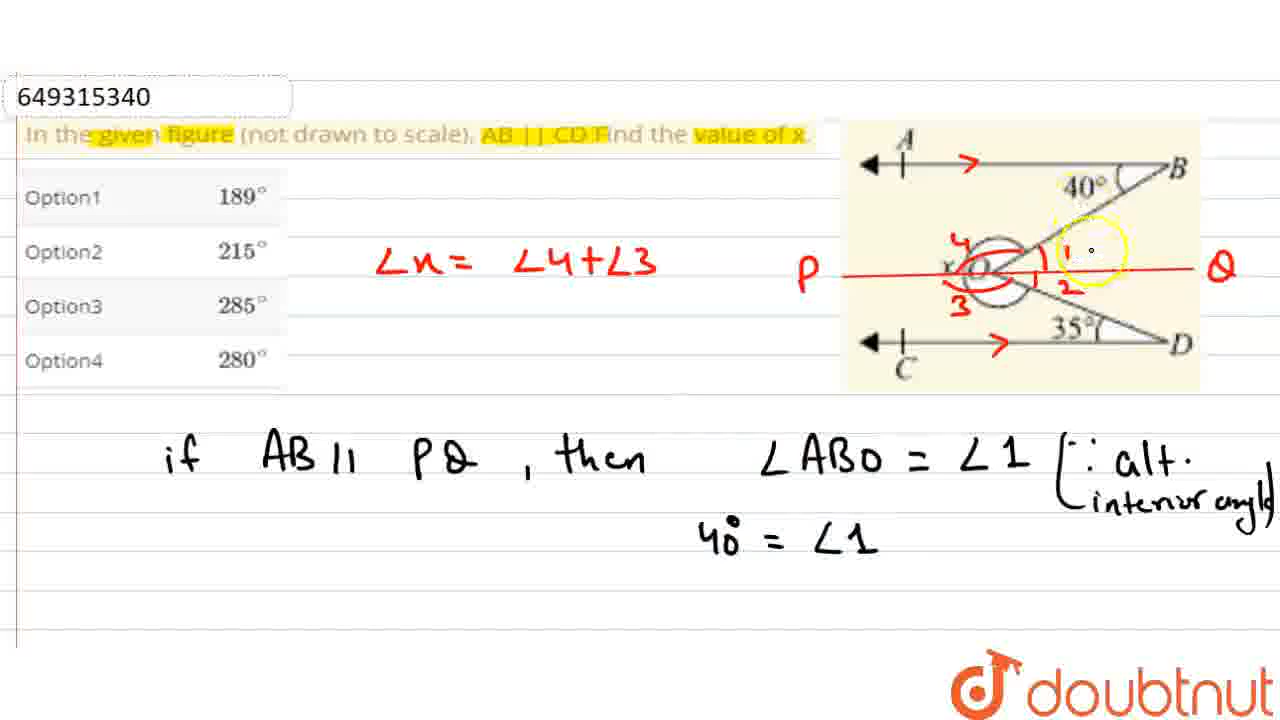 649315340
In the given figure (not drawn to scale), AB || CD Find the value of x.
Option1 189°
Option2 215°
Option3 285°
Option4 280°
∠x = ∠4+∠3
A
B
40°
4
1
P
x
O
Q
3
2
35°
C
D
if AB || PQ, then ∠ABO = ∠1 (∵ alt.
interior angle)
40° = ∠1
doubtnut